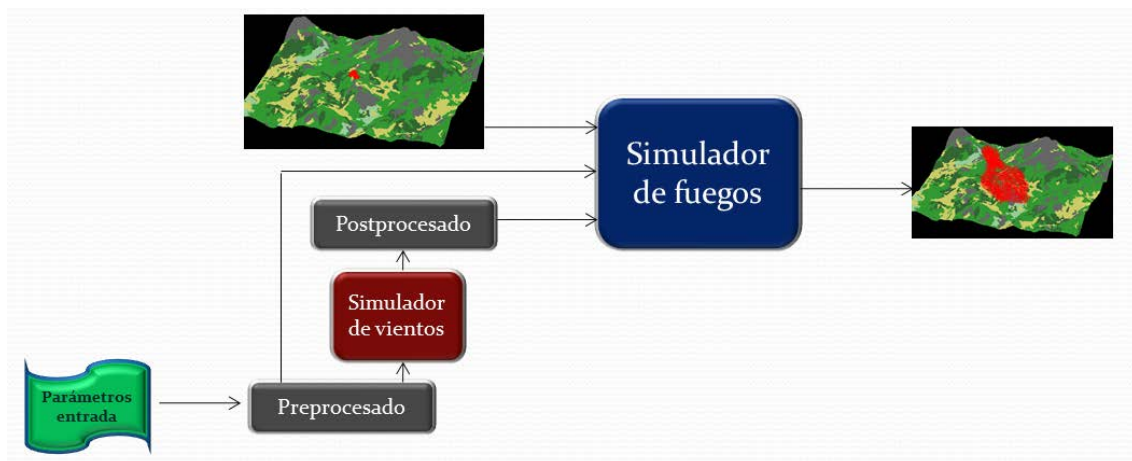 Simulador
de fuegos
Postprocesado
Simulador
de vientos
Parámetros
entrada
Preprocesado